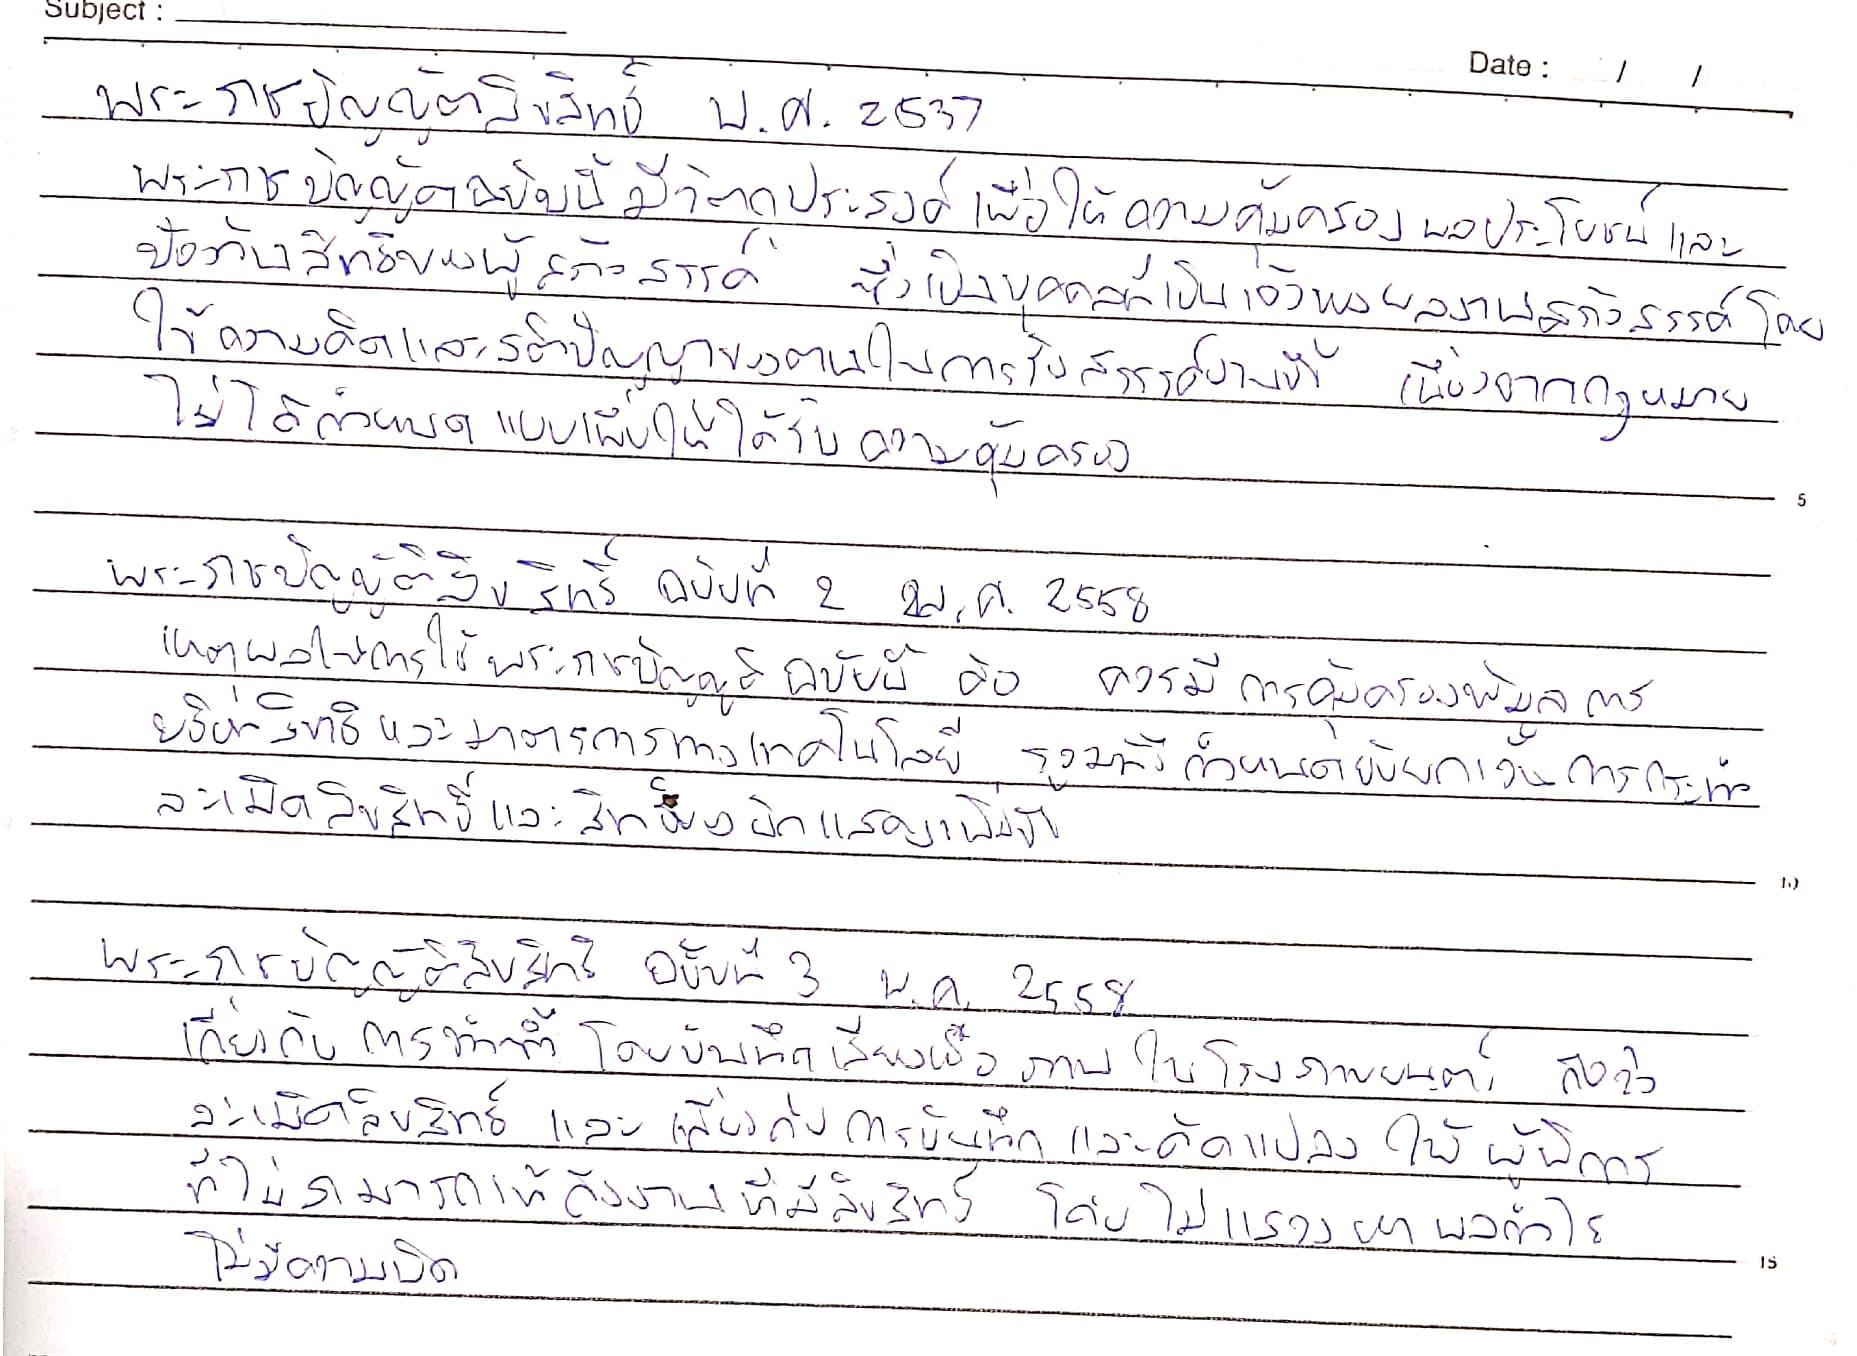 Subject :
Date : / /
พระราชบัญญัติลิขสิทธิ์ พ.ศ. 2537
พระราชบัญญัติฉบับนี้ มีวัตถุประสงค์ เพื่อให้ความคุ้มครอง ผลประโยชน์ และ
ป้องกันสิทธิของผู้สร้างสรรค์ ซึ่งเป็นบุคคลที่เป็นเจ้าของผลงานสร้างสรรค์ โดย
ใช้ความคิดและสติปัญญาของตนในการสร้างสรรค์งานขึ้น เนื่องจากกฎหมาย
ไม่ได้กำหนด แบบเพื่อให้ได้รับ ความคุ้มครอง
5
พระราชบัญญัติลิขสิทธิ์ ฉบับที่ 2 พ.ศ. 2558
เหตุผลในการใช้ พระราชบัญญัติ ฉบับนี้ คือ ควรมี การคุ้มครองข้อมูล การ
บริหารสิทธิ และ มาตรการทางเทคโนโลยี รวมทั้ง กำหนดข้อยกเว้น การกระทำ
ละเมิด ลิขสิทธิ์ และ สิทธิของ นักแสดงเพิ่มขึ้น
10
พระราชบัญญัติลิขสิทธิ์ ฉบับที่ 3 พ.ศ. 2558
เกี่ยวกับ การทำซ้ำ โดยบันทึกเสียงหรือ ภาพ ในโรงภาพยนตร์ ถือว่า
ละเมิดลิขสิทธิ์ และ เกี่ยวกับ การบันทึก และดัดแปลง ให้ ผู้พิการ
ที่ไม่สามารถเข้าถึงงานที่มีลิขสิทธิ์ โดย ไม่แสวงหา ผลกำไร
ไม่มีความผิด
15